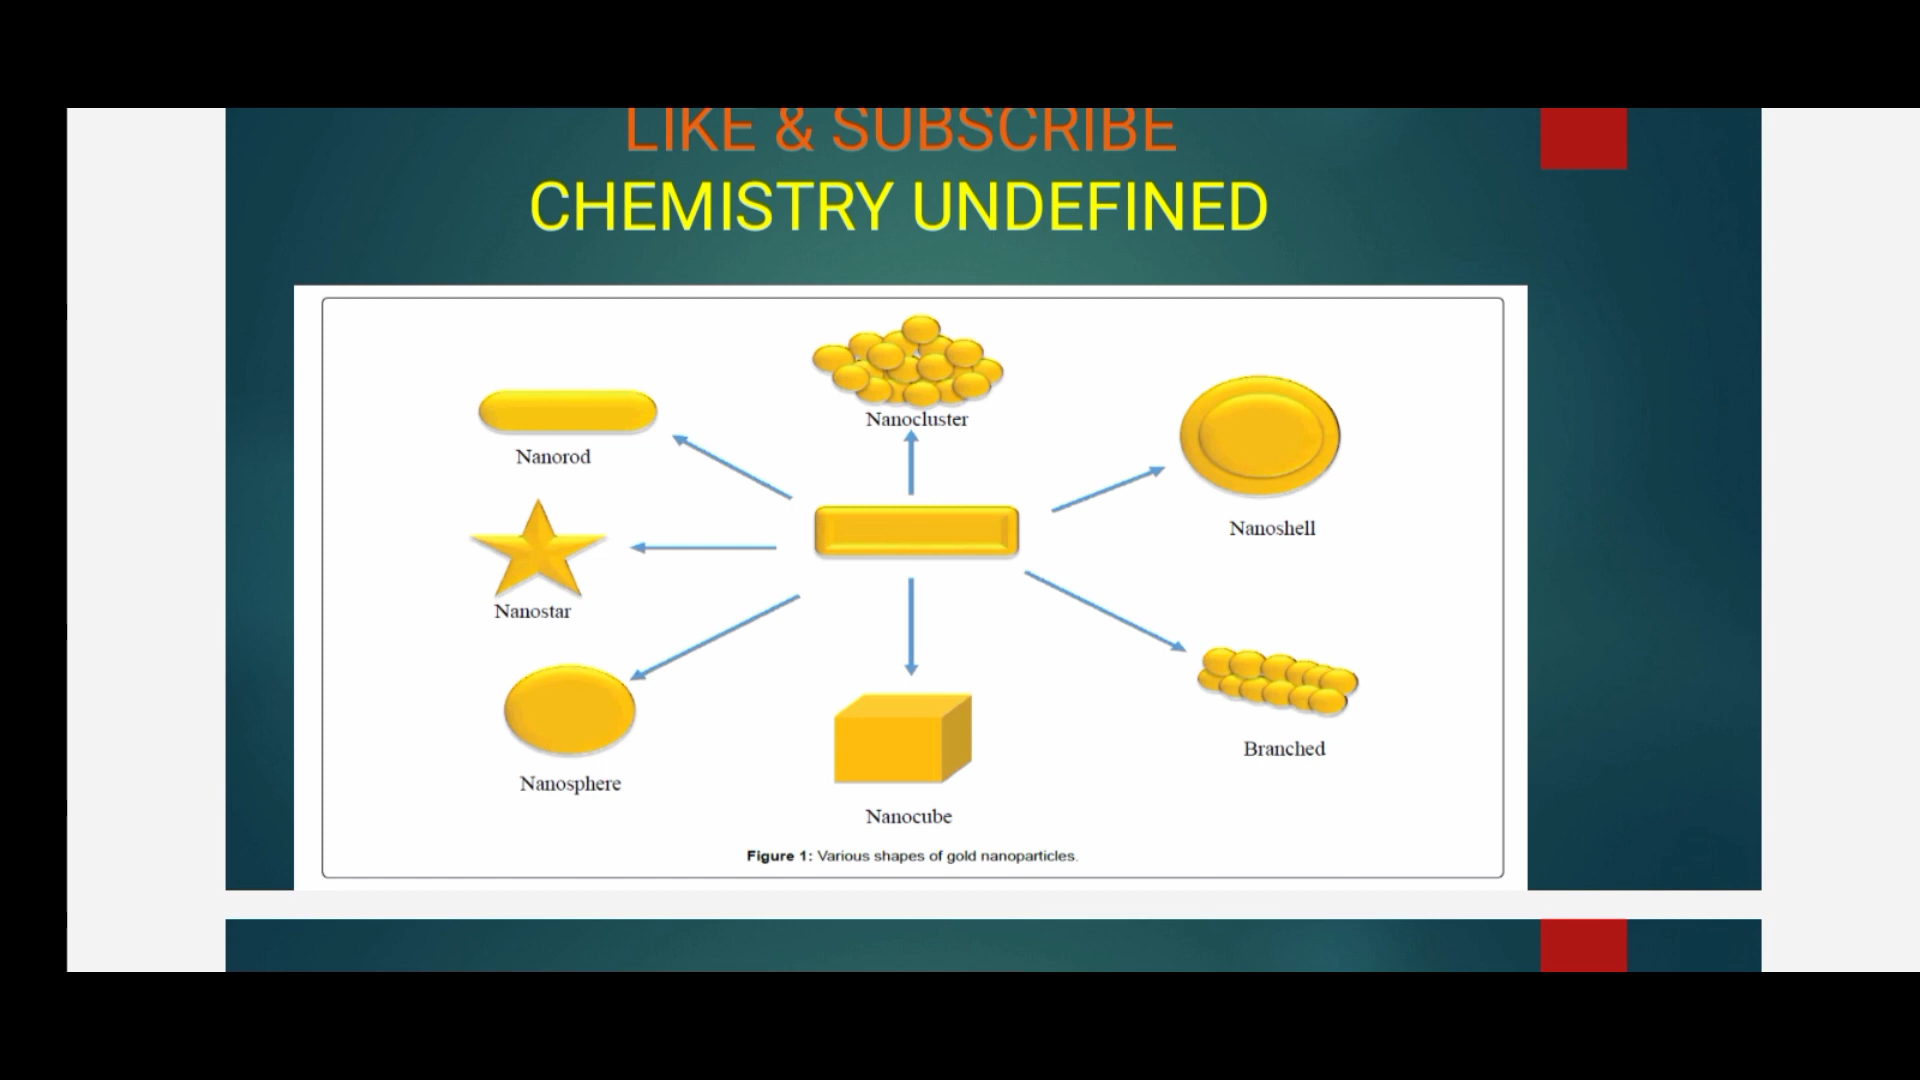 LIKE & SUBSCRIBE
CHEMISTRY UNDEFINED
Nanocluster
Nanorod
Nanoshell
Nanostar
Branched
Nanosphere
Nanocube
Figure 1: Various shapes of gold nanoparticles.